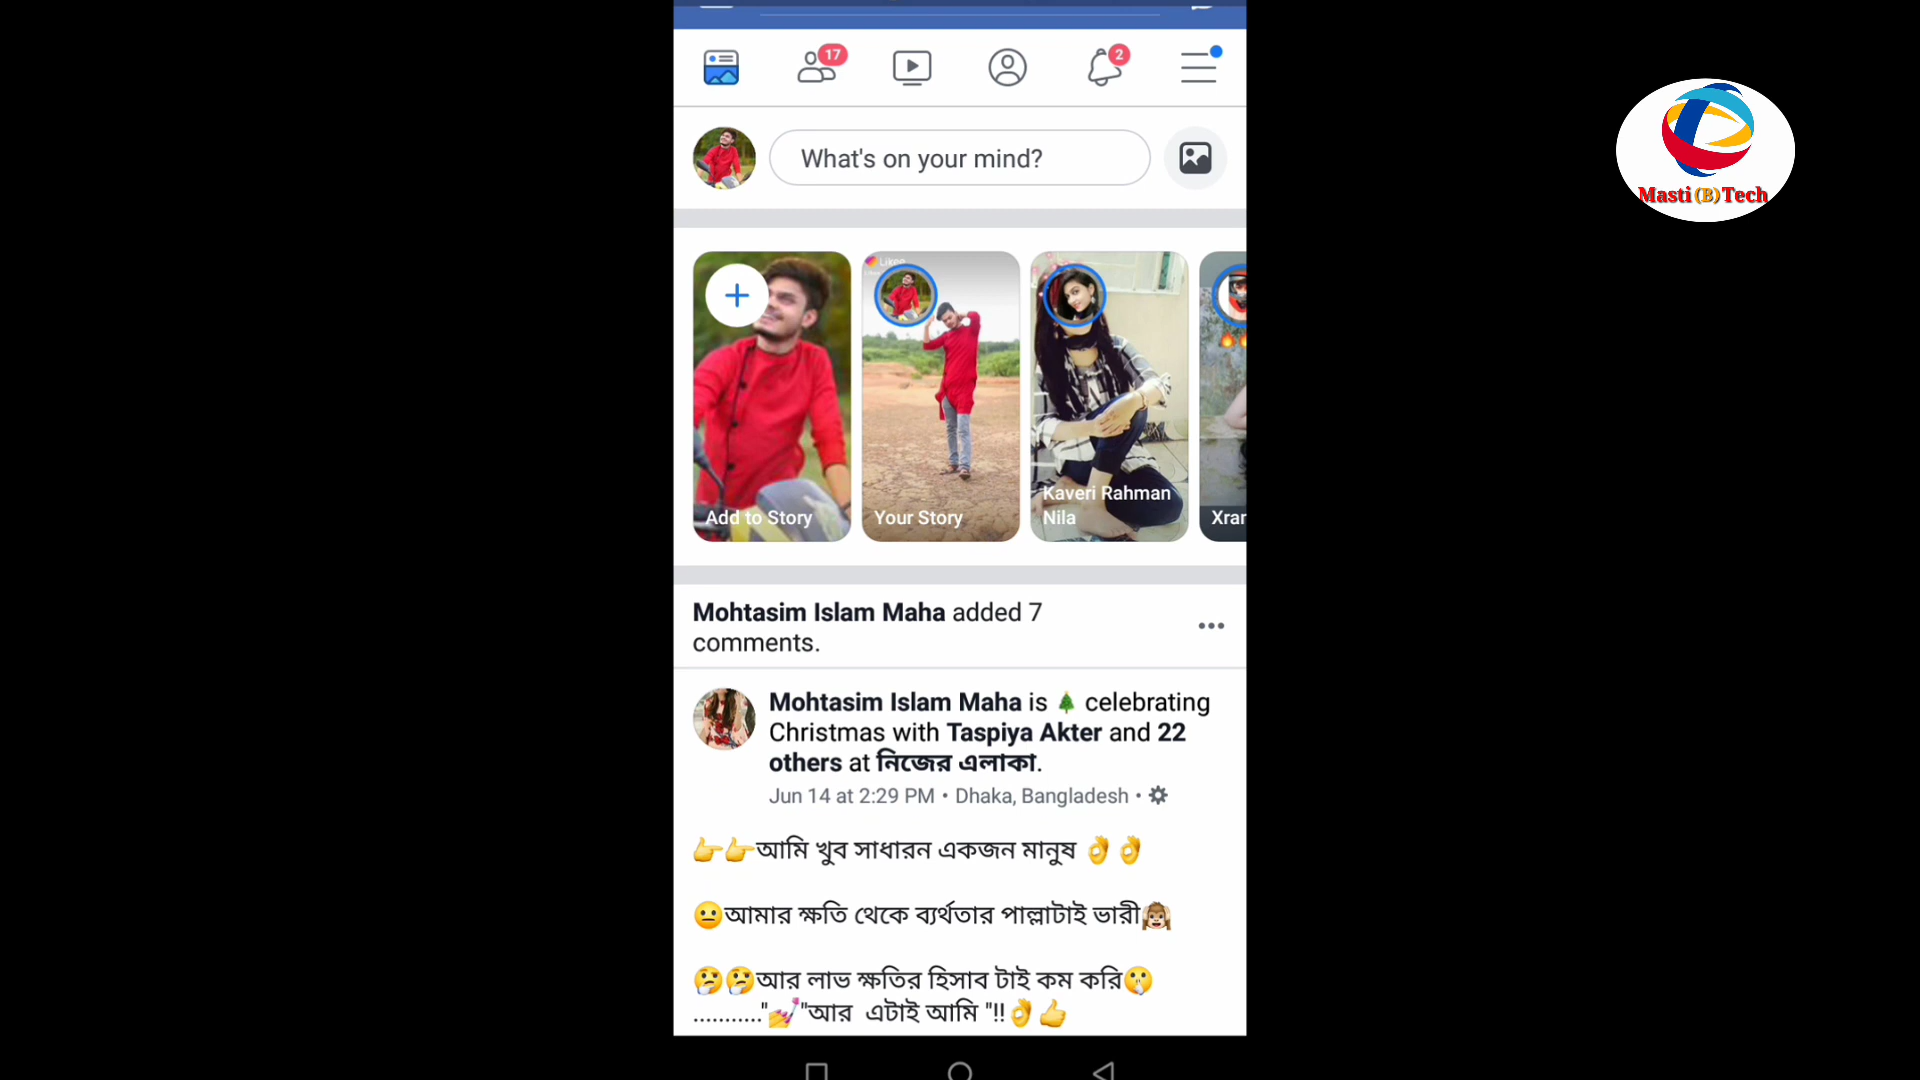 17
2
Masti (B) Tech
What's on your mind?
Likee
Add to Story
Your Story
Kaveri Rahman
Nila
Xrar
Mohtasim Islam Maha added 7
comments.
Mohtasim Islam Maha is 🎄 celebrating
Christmas with Taspiya Akter and 22
others at নিজের এলাকা.
Jun 14 at 2:29 PM • Dhaka, Bangladesh •
👉👉আমি খুব সাধারন একজন মানুষ 👌👌
😐আমার ক্ষতি থেকে ব্যর্থতার পাল্লাটাই ভারী🙉
🤔🤔আর লাভ ক্ষতির হিসাব টাই কম করি🤫
..........."💅"আর এটাই আমি "!!👌👍